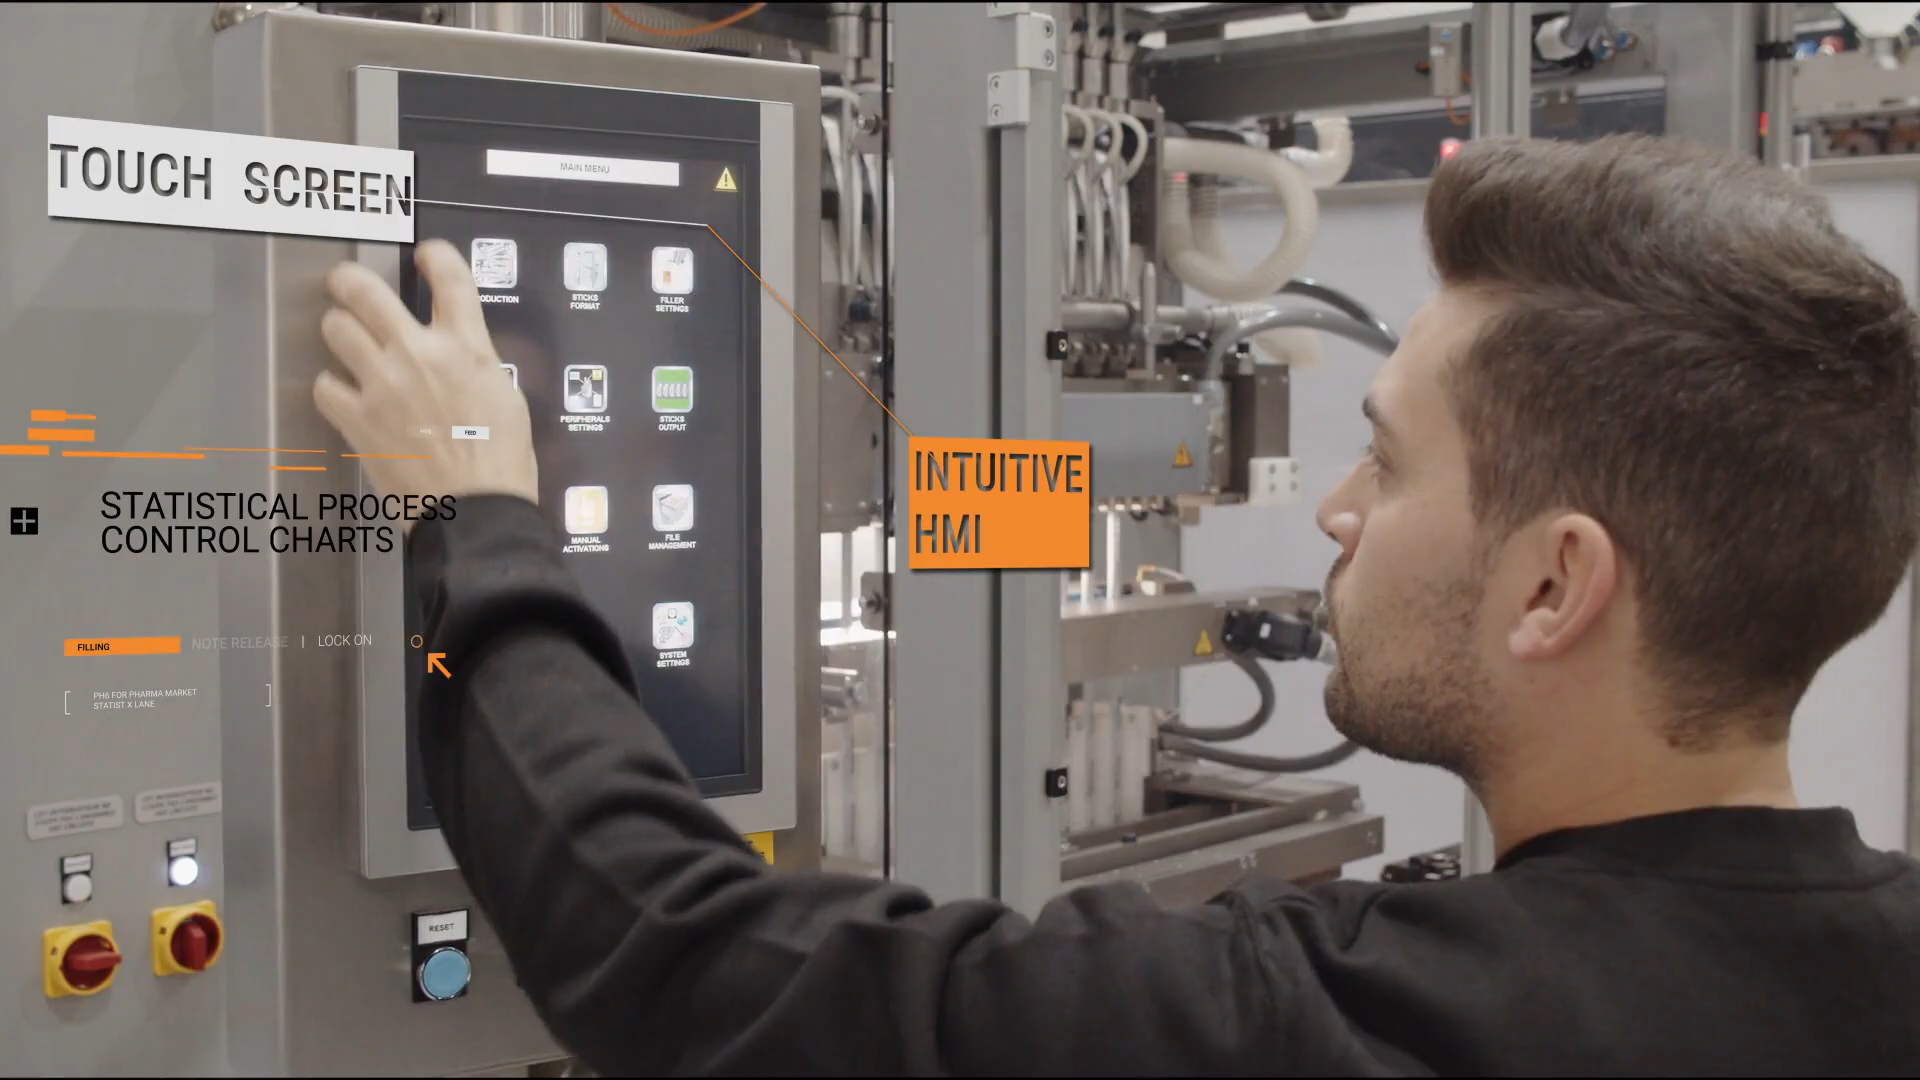 TOUCH SCREEN
MAIN MENU
ODUCTION
STICKS
FORMAT
FILLER
SETTINGS
PERIPHERALS
SETTINGS
STICKS
OUTPUT
FEED
INTUITIVE
HMI
STATISTICAL PROCESS
CONTROL CHARTS
MANUAL
ACTIVATIONS
FILE
MANAGEMENT
SYSTEM
SETTINGS
FILLING
NOTE RELEASE | LOCK ON
PH6 FOR PHARMA MARKET
STATIST X LANE
RESET